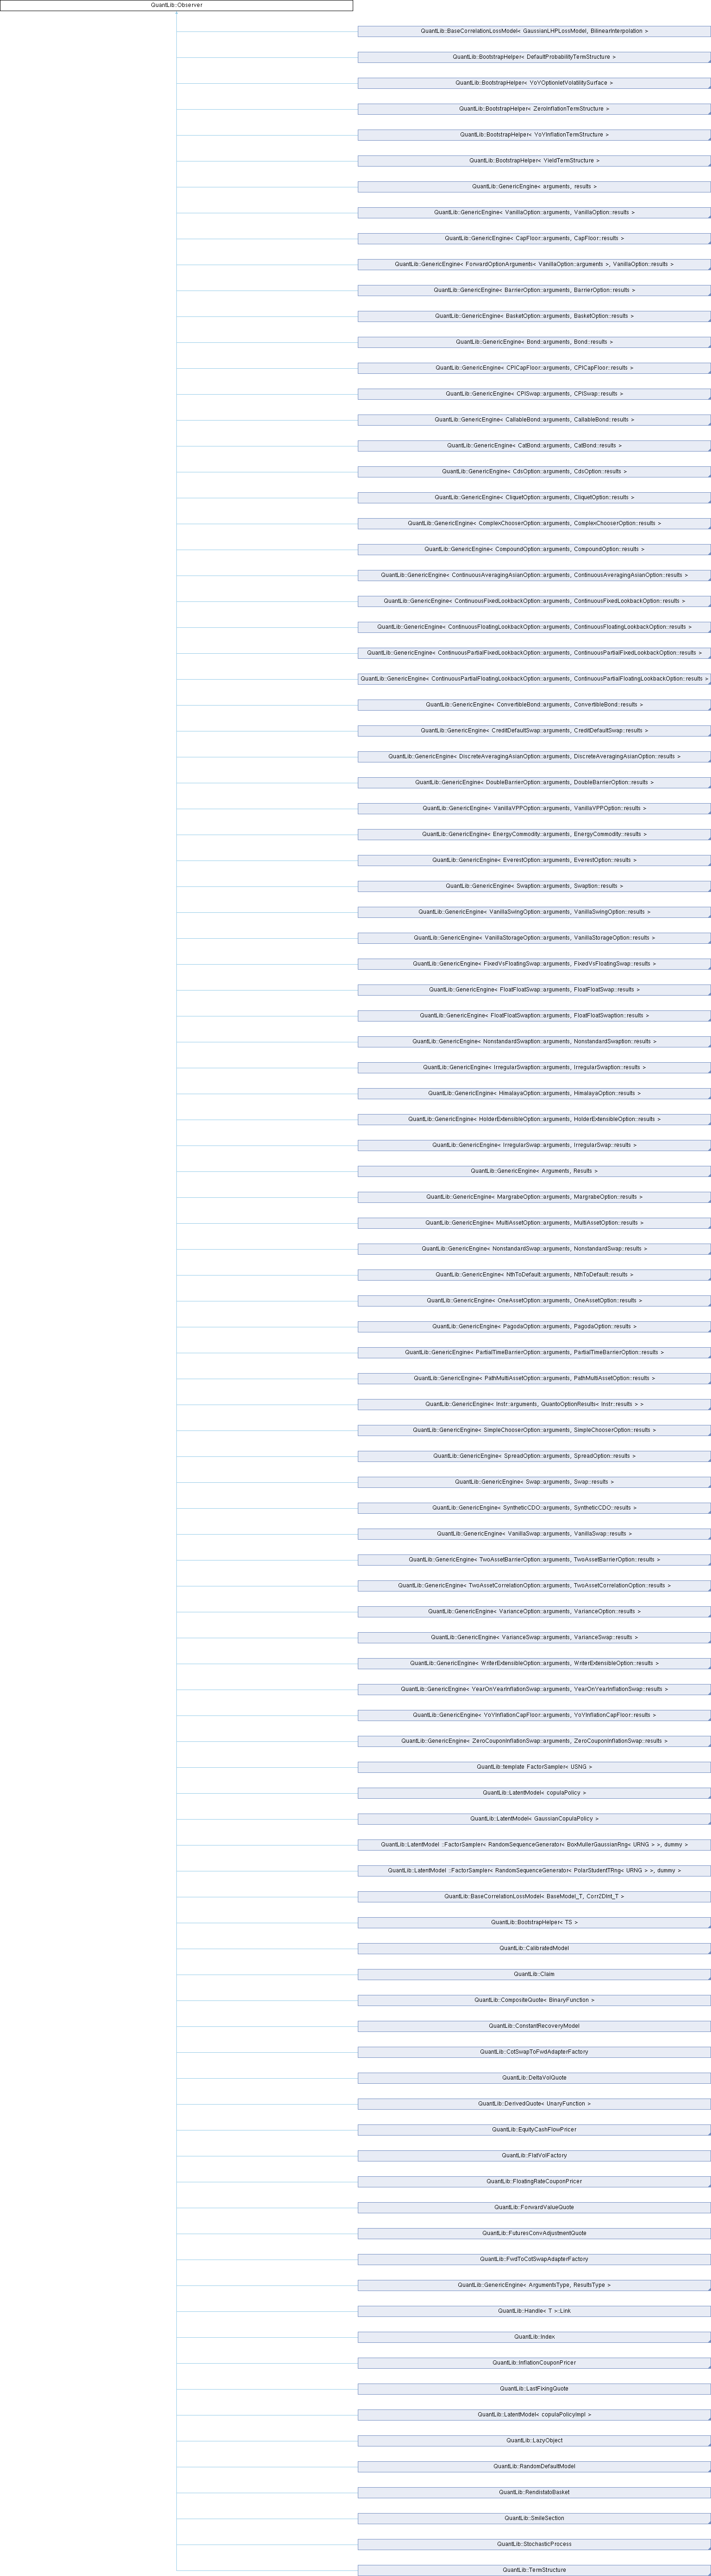 QuantLib::Observer
QuantLib::BaseCorrelationLossModel< GaussianLHPLossModel, BilinearInterpolation >
QuantLib::BootstrapHelper< DefaultProbabilityTermStructure >
QuantLib::BootstrapHelper< YoYOptionletVolatilitySurface >
QuantLib::BootstrapHelper< ZeroInflationTermStructure >
QuantLib::BootstrapHelper< YoYInflationTermStructure >
QuantLib::BootstrapHelper< YieldTermStructure >
QuantLib::GenericEngine< arguments, results >
QuantLib::GenericEngine< VanillaOption::arguments, VanillaOption::results >
QuantLib::GenericEngine< CapFloor::arguments, CapFloor::results >
QuantLib::GenericEngine< ForwardOptionArguments< VanillaOption::arguments >, VanillaOption::results >
QuantLib::GenericEngine< BarrierOption::arguments, BarrierOption::results >
QuantLib::GenericEngine< BasketOption::arguments, BasketOption::results >
QuantLib::GenericEngine< Bond::arguments, Bond::results >
QuantLib::GenericEngine< CPICapFloor::arguments, CPICapFloor::results >
QuantLib::GenericEngine< CPISwap::arguments, CPISwap::results >
QuantLib::GenericEngine< CallableBond::arguments, CallableBond::results >
QuantLib::GenericEngine< CatBond::arguments, CatBond::results >
QuantLib::GenericEngine< CdsOption::arguments, CdsOption::results >
QuantLib::GenericEngine< CliquetOption::arguments, CliquetOption::results >
QuantLib::GenericEngine< ComplexChooserOption::arguments, ComplexChooserOption::results >
QuantLib::GenericEngine< CompoundOption::arguments, CompoundOption::results >
QuantLib::GenericEngine< ContinuousAveragingAsianOption::arguments, ContinuousAveragingAsianOption::results >
QuantLib::GenericEngine< ContinuousFixedLookbackOption::arguments, ContinuousFixedLookbackOption::results >
QuantLib::GenericEngine< ContinuousFloatingLookbackOption::arguments, ContinuousFloatingLookbackOption::results >
QuantLib::GenericEngine< ContinuousPartialFixedLookbackOption::arguments, ContinuousPartialFixedLookbackOption::results >
QuantLib::GenericEngine< ContinuousPartialFloatingLookbackOption::arguments, ContinuousPartialFloatingLookbackOption::results >
QuantLib::GenericEngine< ConvertibleBond::arguments, ConvertibleBond::results >
QuantLib::GenericEngine< CreditDefaultSwap::arguments, CreditDefaultSwap::results >
QuantLib::GenericEngine< DiscreteAveragingAsianOption::arguments, DiscreteAveragingAsianOption::results >
QuantLib::GenericEngine< DoubleBarrierOption::arguments, DoubleBarrierOption::results >
QuantLib::GenericEngine< VanillaVPPOption::arguments, VanillaVPPOption::results >
QuantLib::GenericEngine< EnergyCommodity::arguments, EnergyCommodity::results >
QuantLib::GenericEngine< EverestOption::arguments, EverestOption::results >
QuantLib::GenericEngine< Swaption::arguments, Swaption::results >
QuantLib::GenericEngine< VanillaSwingOption::arguments, VanillaSwingOption::results >
QuantLib::GenericEngine< VanillaStorageOption::arguments, VanillaStorageOption::results >
QuantLib::GenericEngine< FixedVsFloatingSwap::arguments, FixedVsFloatingSwap::results >
QuantLib::GenericEngine< FloatFloatSwap::arguments, FloatFloatSwap::results >
QuantLib::GenericEngine< FloatFloatSwaption::arguments, FloatFloatSwaption::results >
QuantLib::GenericEngine< NonstandardSwaption::arguments, NonstandardSwaption::results >
QuantLib::GenericEngine< IrregularSwaption::arguments, IrregularSwaption::results >
QuantLib::GenericEngine< HimalayaOption::arguments, HimalayaOption::results >
QuantLib::GenericEngine< HolderExtensibleOption::arguments, HolderExtensibleOption::results >
QuantLib::GenericEngine< IrregularSwap::arguments, IrregularSwap::results >
QuantLib::GenericEngine< Arguments, Results >
QuantLib::GenericEngine< MargrabeOption::arguments, MargrabeOption::results >
QuantLib::GenericEngine< MultiAssetOption::arguments, MultiAssetOption::results >
QuantLib::GenericEngine< NonstandardSwap::arguments, NonstandardSwap::results >
QuantLib::GenericEngine< NthToDefault::arguments, NthToDefault::results >
QuantLib::GenericEngine< OneAssetOption::arguments, OneAssetOption::results >
QuantLib::GenericEngine< PagodaOption::arguments, PagodaOption::results >
QuantLib::GenericEngine< PartialTimeBarrierOption::arguments, PartialTimeBarrierOption::results >
QuantLib::GenericEngine< PathMultiAssetOption::arguments, PathMultiAssetOption::results >
QuantLib::GenericEngine< Instr::arguments, QuantoOptionResults< Instr::results > >
QuantLib::GenericEngine< SimpleChooserOption::arguments, SimpleChooserOption::results >
QuantLib::GenericEngine< SpreadOption::arguments, SpreadOption::results >
QuantLib::GenericEngine< Swap::arguments, Swap::results >
QuantLib::GenericEngine< SyntheticCDO::arguments, SyntheticCDO::results >
QuantLib::GenericEngine< VanillaSwap::arguments, VanillaSwap::results >
QuantLib::GenericEngine< TwoAssetBarrierOption::arguments, TwoAssetBarrierOption::results >
QuantLib::GenericEngine< TwoAssetCorrelationOption::arguments, TwoAssetCorrelationOption::results >
QuantLib::GenericEngine< VarianceOption::arguments, VarianceOption::results >
QuantLib::GenericEngine< VarianceSwap::arguments, VarianceSwap::results >
QuantLib::GenericEngine< WriterExtensibleOption::arguments, WriterExtensibleOption::results >
QuantLib::GenericEngine< YearOnYearInflationSwap::arguments, YearOnYearInflationSwap::results >
QuantLib::GenericEngine< YoYInflationCapFloor::arguments, YoYInflationCapFloor::results >
QuantLib::GenericEngine< ZeroCouponInflationSwap::arguments, ZeroCouponInflationSwap::results >
QuantLib::template FactorSampler< USNG >
QuantLib::LatentModel< copulaPolicy >
QuantLib::LatentModel< GaussianCopulaPolicy >
QuantLib::LatentModel ::FactorSampler< RandomSequenceGenerator< BoxMullerGaussianRng< URNG > >, dummy >
QuantLib::LatentModel ::FactorSampler< RandomSequenceGenerator< PolarStudentTRng< URNG > >, dummy >
QuantLib::BaseCorrelationLossModel< BaseModel_T, Corr2DInt_T >
QuantLib::BootstrapHelper< TS >
QuantLib::CalibratedModel
QuantLib::Claim
QuantLib::CompositeQuote< BinaryFunction >
QuantLib::ConstantRecoveryModel
QuantLib::CotSwapToFwdAdapterFactory
QuantLib::DeltaVolQuote
QuantLib::DerivedQuote< UnaryFunction >
QuantLib::EquityCashFlowPricer
QuantLib::FlatVolFactory
QuantLib::FloatingRateCouponPricer
QuantLib::ForwardValueQuote
QuantLib::FuturesConvAdjustmentQuote
QuantLib::FwdToCotSwapAdapterFactory
QuantLib::GenericEngine< ArgumentsType, ResultsType >
QuantLib::Handle< T >::Link
QuantLib::Index
QuantLib::InflationCouponPricer
QuantLib::LastFixingQuote
QuantLib::LatentModel< copulaPolicyImpl >
QuantLib::LazyObject
QuantLib::RandomDefaultModel
QuantLib::RendistatoBasket
QuantLib::SmileSection
QuantLib::StochasticProcess
QuantLib::TermStructure